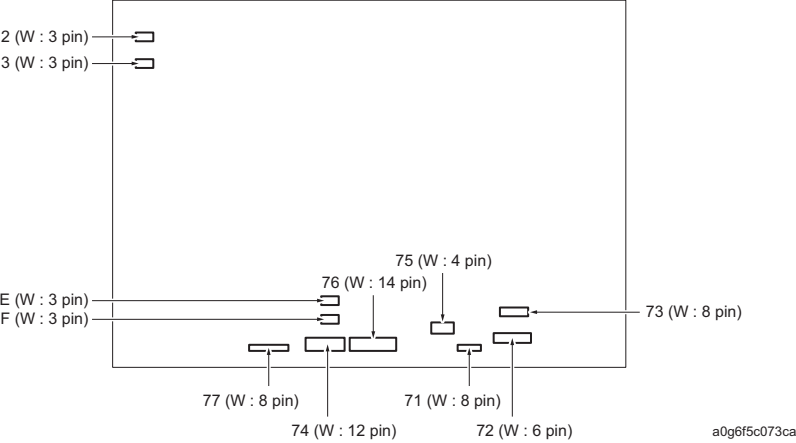 2 (W : 3 pin)
3 (W : 3 pin)
75 (W : 4 pin)
76 (W : 14 pin)
E (W : 3 pin)
F (W : 3 pin)
73 (W : 8 pin)
77 (W : 8 pin)
71 (W : 8 pin)
74 (W : 12 pin)
72 (W : 6 pin)
a0g6f5c073ca